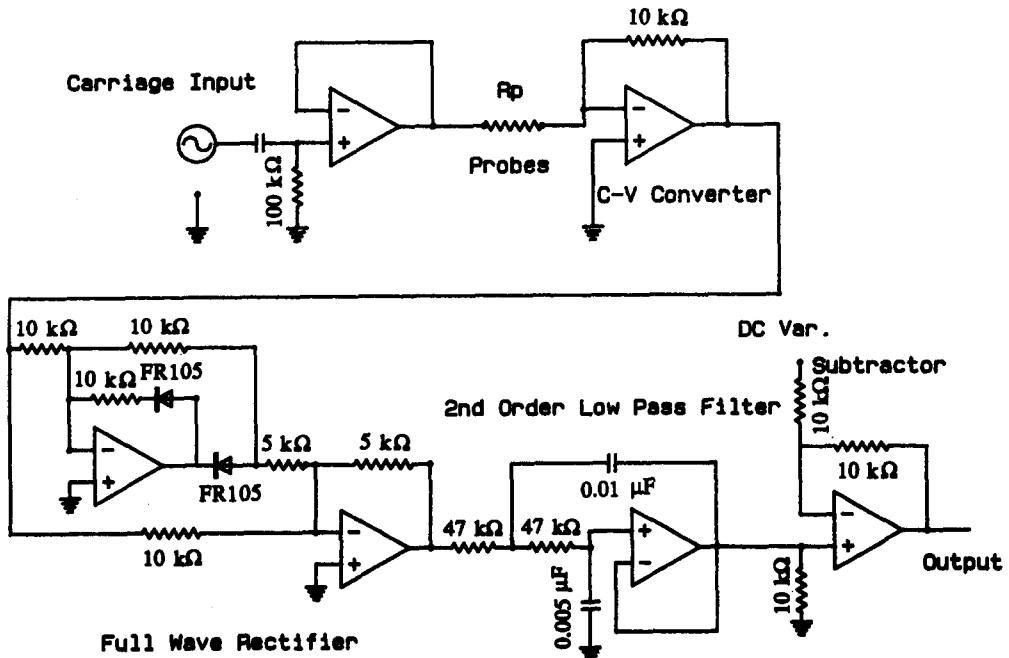 10 kΩ
Carriage Input
Rp
100 kΩ
Probes
C-V Converter
10 kΩ
10 kΩ
DC Var.
10 kΩ
FR105
Subtractor
10 kΩ
2nd Order Low Pass Filter
5 kΩ
5 kΩ
10 kΩ
FR105
0.01 µF
47 kΩ
47 kΩ
10 kΩ
0.005 µF
10 kΩ
Output
Full Wave Rectifier